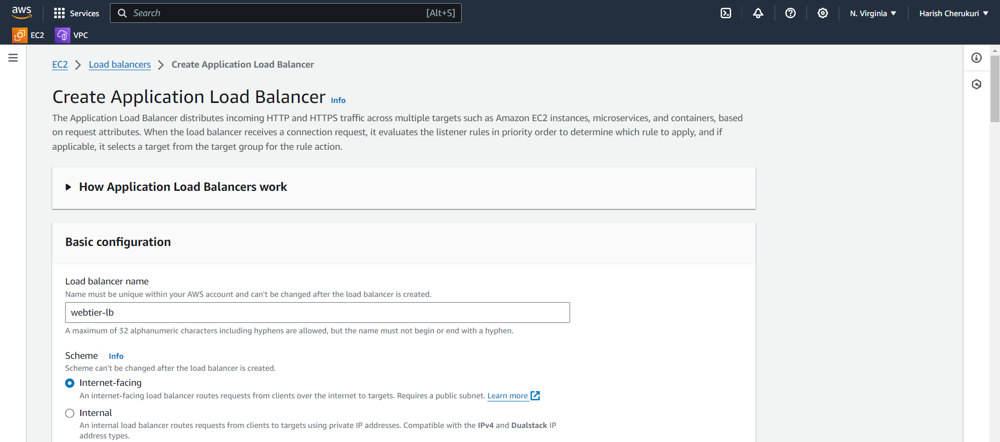 aws
Services
Search
[Alt+S]
N. Virginia
Harish Cherukuri
EC2
VPC
EC2 > Load balancers > Create Application Load Balancer
Create Application Load Balancer Info
The Application Load Balancer distributes incoming HTTP and HTTPS traffic across multiple targets such as Amazon EC2 instances, microservices, and containers, based
on request attributes. When the load balancer receives a connection request, it evaluates the listener rules in priority order to determine which rule to apply, and if
applicable, it selects a target from the target group for the rule action.
How Application Load Balancers work
Basic configuration
Load balancer name
Name must be unique within your AWS account and can't be changed after the load balancer is created.
webtier-lb
A maximum of 32 alphanumeric characters including hyphens are allowed, but the name must not begin or end with a hyphen.
Scheme Info
Scheme can't be changed after the load balancer is created.
Internet-facing
An internet-facing load balancer routes requests from clients over the internet to targets. Requires a public subnet. Learn more
Internal
An internal load balancer routes requests from clients to targets using private IP addresses. Compatible with the IPv4 and Dualstack IP
address types.